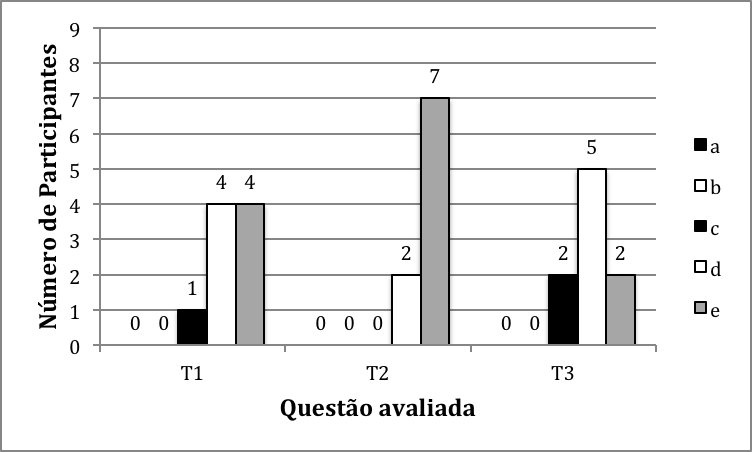 Número de Participantes
9
8
7
6
5
4
3
2
1
0
0 0 1 4 4
0 0 0 2 7
0 0 2 5 2
T1 T2 T3
Questão avaliada
a
b
c
d
e